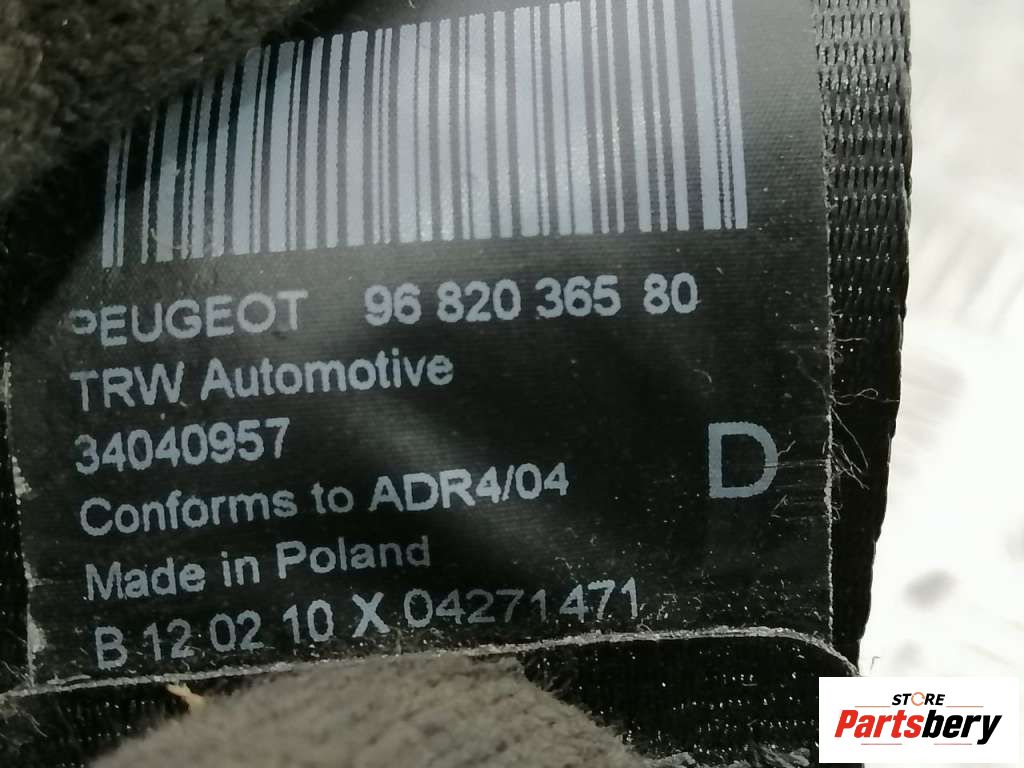 PEUGEOT 96 820 365 80
TRW Automotive
34040957
D
Conforms to ADR4/04
Made in Poland
B 12 02 10 X 04271471
STORE
Partsbery